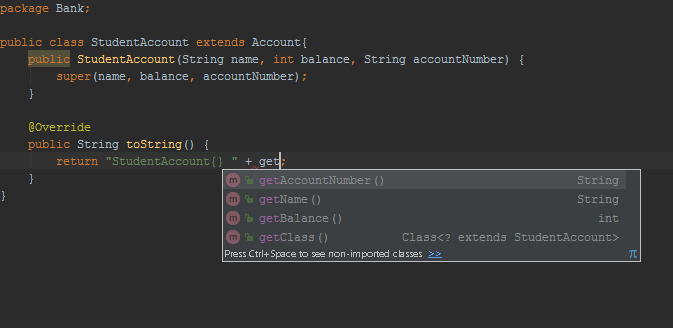 package Bank;
public class StudentAccount extends Account{
public StudentAccount(String name, int balance, String accountNumber) {
super(name, balance, accountNumber);
}
@Override
public String toString() {
return "StudentAccount{} " + get;
}
}
m getAccountNumber() String
m getName() String
m getBalance() int
m getClass() Class<? extends StudentAccount>
Press Ctrl+Space to see non-imported classes >> π